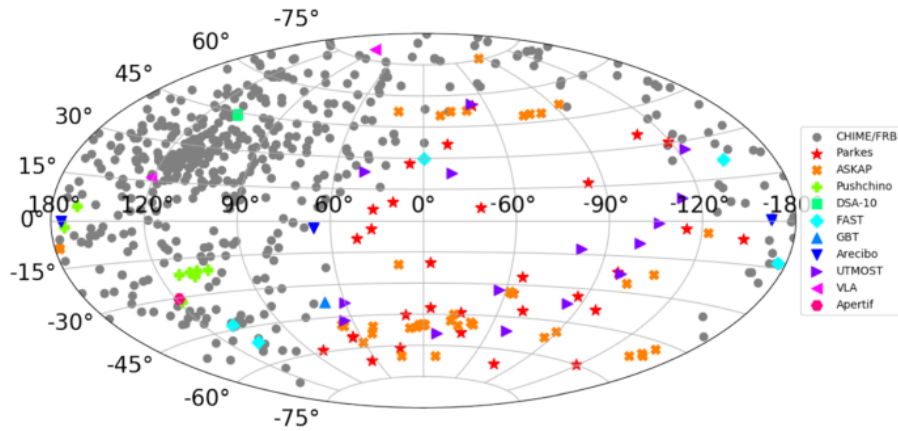 -75°
60°
45°
30°
15°
180° 120° 90° 60° 0° -60° -90° -120° -180°
0°
-15°
-30°
-45°
-60°
-75°
CHIME/FRB
Parkes
ASKAP
Pushchino
DSA-10
FAST
GBT
Arecibo
UTMOST
VLA
Apertif